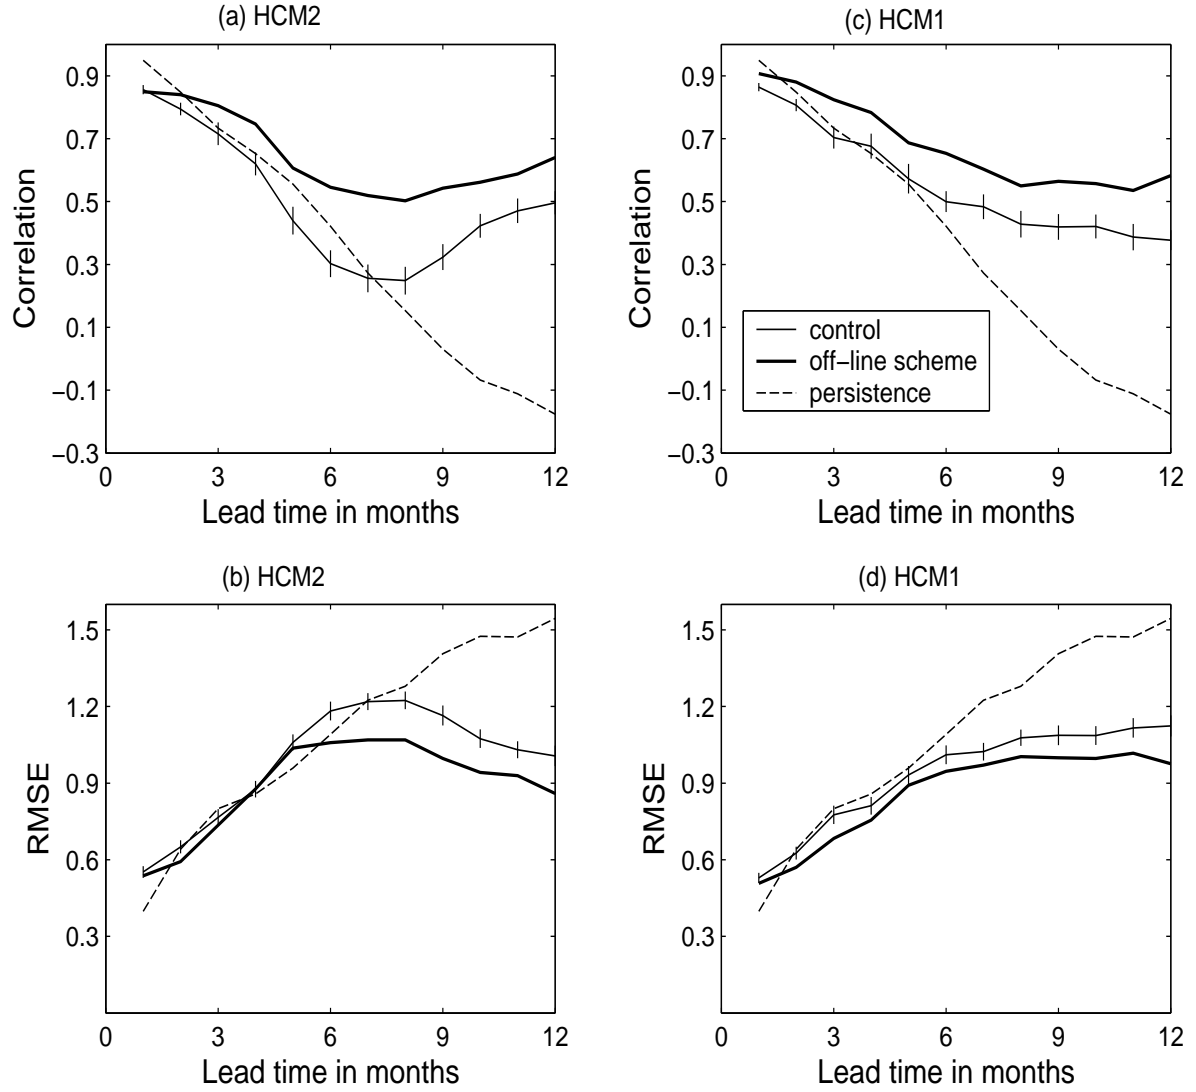 (a) HCM2
0.9
0.7
0.5
0.3
0.1
−0.1
−0.3
Correlation
0 3 6 9 12
Lead time in months
(c) HCM1
0.9
0.7
0.5
0.3
0.1
−0.1
−0.3
Correlation
control
off−line scheme
persistence
0 3 6 9 12
Lead time in months
(b) HCM2
1.5
1.2
0.9
0.6
0.3
RMSE
0 3 6 9 12
Lead time in months
(d) HCM1
1.5
1.2
0.9
0.6
0.3
RMSE
0 3 6 9 12
Lead time in months